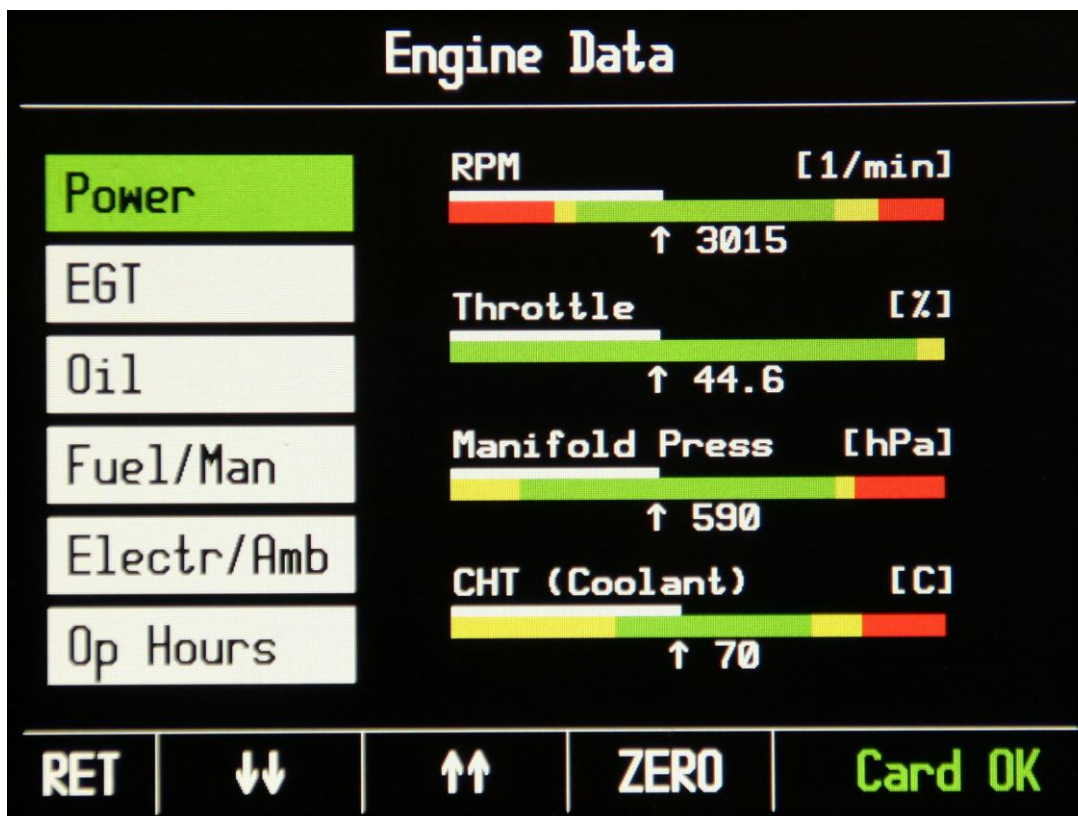 Engine Data
Power
EGT
Oil
Fuel/Man
Electr/Amb
Op Hours
RPM [1/min]
↑ 3015
Throttle [%]
↑ 44.6
Manifold Press [hPa]
↑ 590
CHT (Coolant) [C]
↑ 70
RET ↓↓ ↑↑ ZERO Card OK